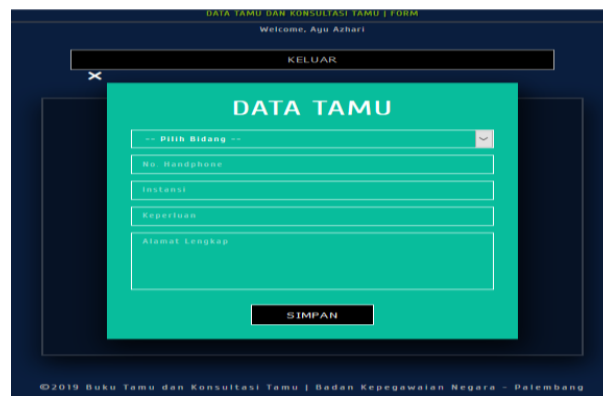 DATA TAMU DAN KONSULTASI TAMU | FORM
Welcome, Ayu Azhari
KELUAR
×
DATA TAMU
-- Pilih Bidang --
No. Handphone
Instansi
Keperluan
Alamat Lengkap
SIMPAN
©2019 Buku Tamu dan Konsultasi Tamu | Badan Kepegawaian Negara - Palembang